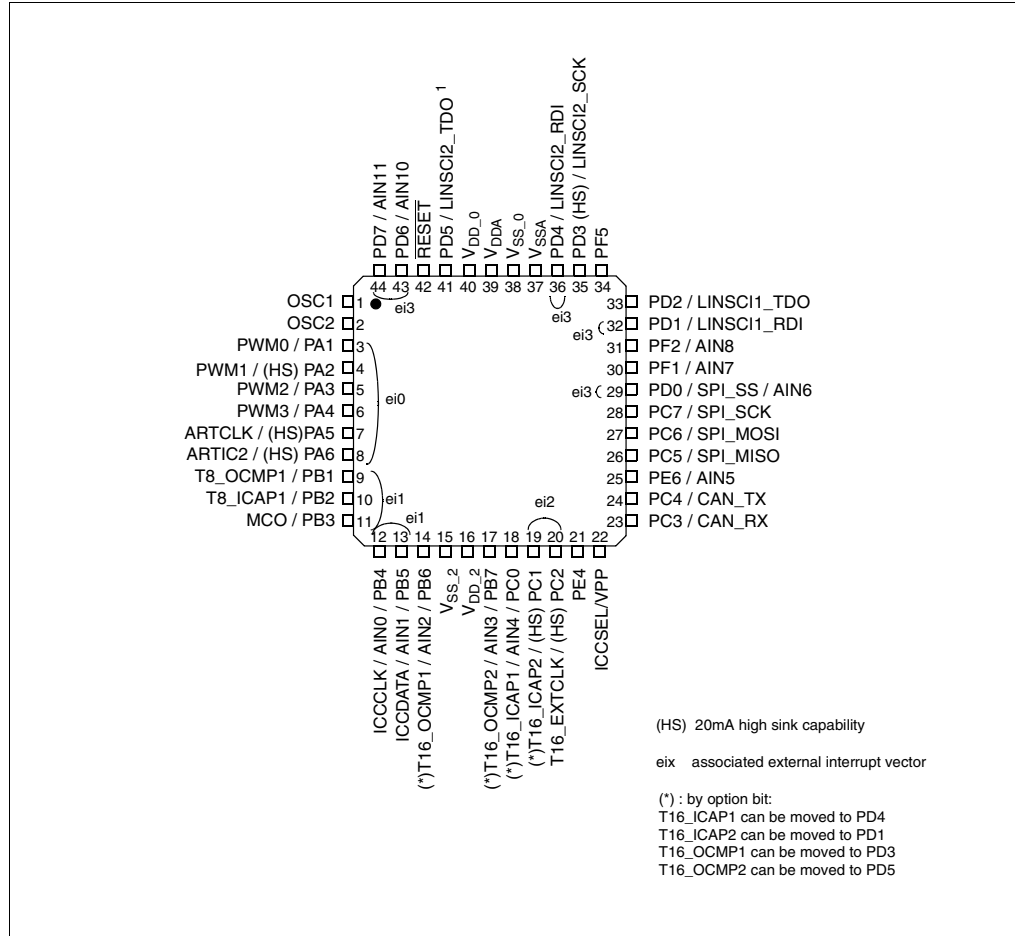 PD7 / AIN11
PD6 / AIN10
RESET
PD5 / LINSCI2_TDO 1
VDD_0
VDDA
VSS_0
VSSA
PD4 / LINSCI2_RDI
PD3 (HS) / LINSCI2_SCK
PF5
44 43 42 41 40 39 38 37 36 35 34
ei3
ei3
OSC1 1
OSC2 2
PWM0 / PA1 3
PWM1 / (HS) PA2 4
PWM2 / PA3 5
PWM3 / PA4 6
ARTCLK / (HS)PA5 7
ARTIC2 / (HS) PA6 8
T8_OCMP1 / PB1 9
T8_ICAP1 / PB2 10
MCO / PB3 11
ei0
ei1
ei1
ei2
33 PD2 / LINSCI1_TDO
ei3 32 PD1 / LINSCI1_RDI
31 PF2 / AIN8
30 PF1 / AIN7
ei3 29 PD0 / SPI_SS / AIN6
28 PC7 / SPI_SCK
27 PC6 / SPI_MOSI
26 PC5 / SPI_MISO
25 PE6 / AIN5
24 PC4 / CAN_TX
23 PC3 / CAN_RX
12 13 14 15 16 17 18 19 20 21 22
ICCCLK / AIN0 / PB4
ICCDATA / AIN1 / PB5
(*)T16_OCMP1 / AIN2 / PB6
VSS_2
VDD_2
(*)T16_OCMP2 / AIN3 / PB7
(*)T16_ICAP1 / AIN4 / PC0
(*)T16_ICAP2 / (HS) PC1
T16_EXTCLK / (HS) PC2
PE4
ICCSEL/VPP
(HS) 20mA high sink capability
eix associated external interrupt vector
(*) : by option bit:
T16_ICAP1 can be moved to PD4
T16_ICAP2 can be moved to PD1
T16_OCMP1 can be moved to PD3
T16_OCMP2 can be moved to PD5